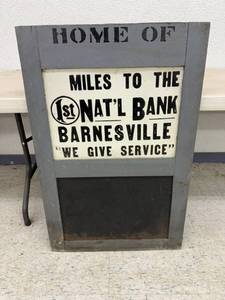 HOME OF
MILES TO THE
1st NAT'L BANK
BARNESVILLE
"WE GIVE SERVICE"